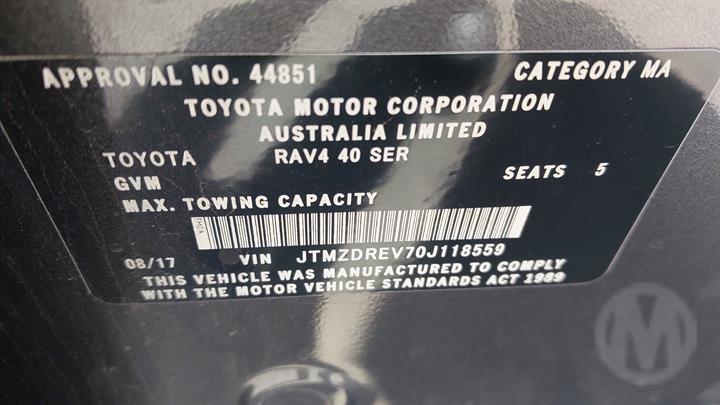 APPROVAL NO. 44851 CATEGORY MA
TOYOTA MOTOR CORPORATION
AUSTRALIA LIMITED
TOYOTA RAV4 40 SER
GVM SEATS 5
MAX. TOWING CAPACITY
08/17 VIN JTMZDREV70J118559
THIS VEHICLE WAS MANUFACTURED TO COMPLY
WITH THE MOTOR VEHICLE STANDARDS ACT 1989
M